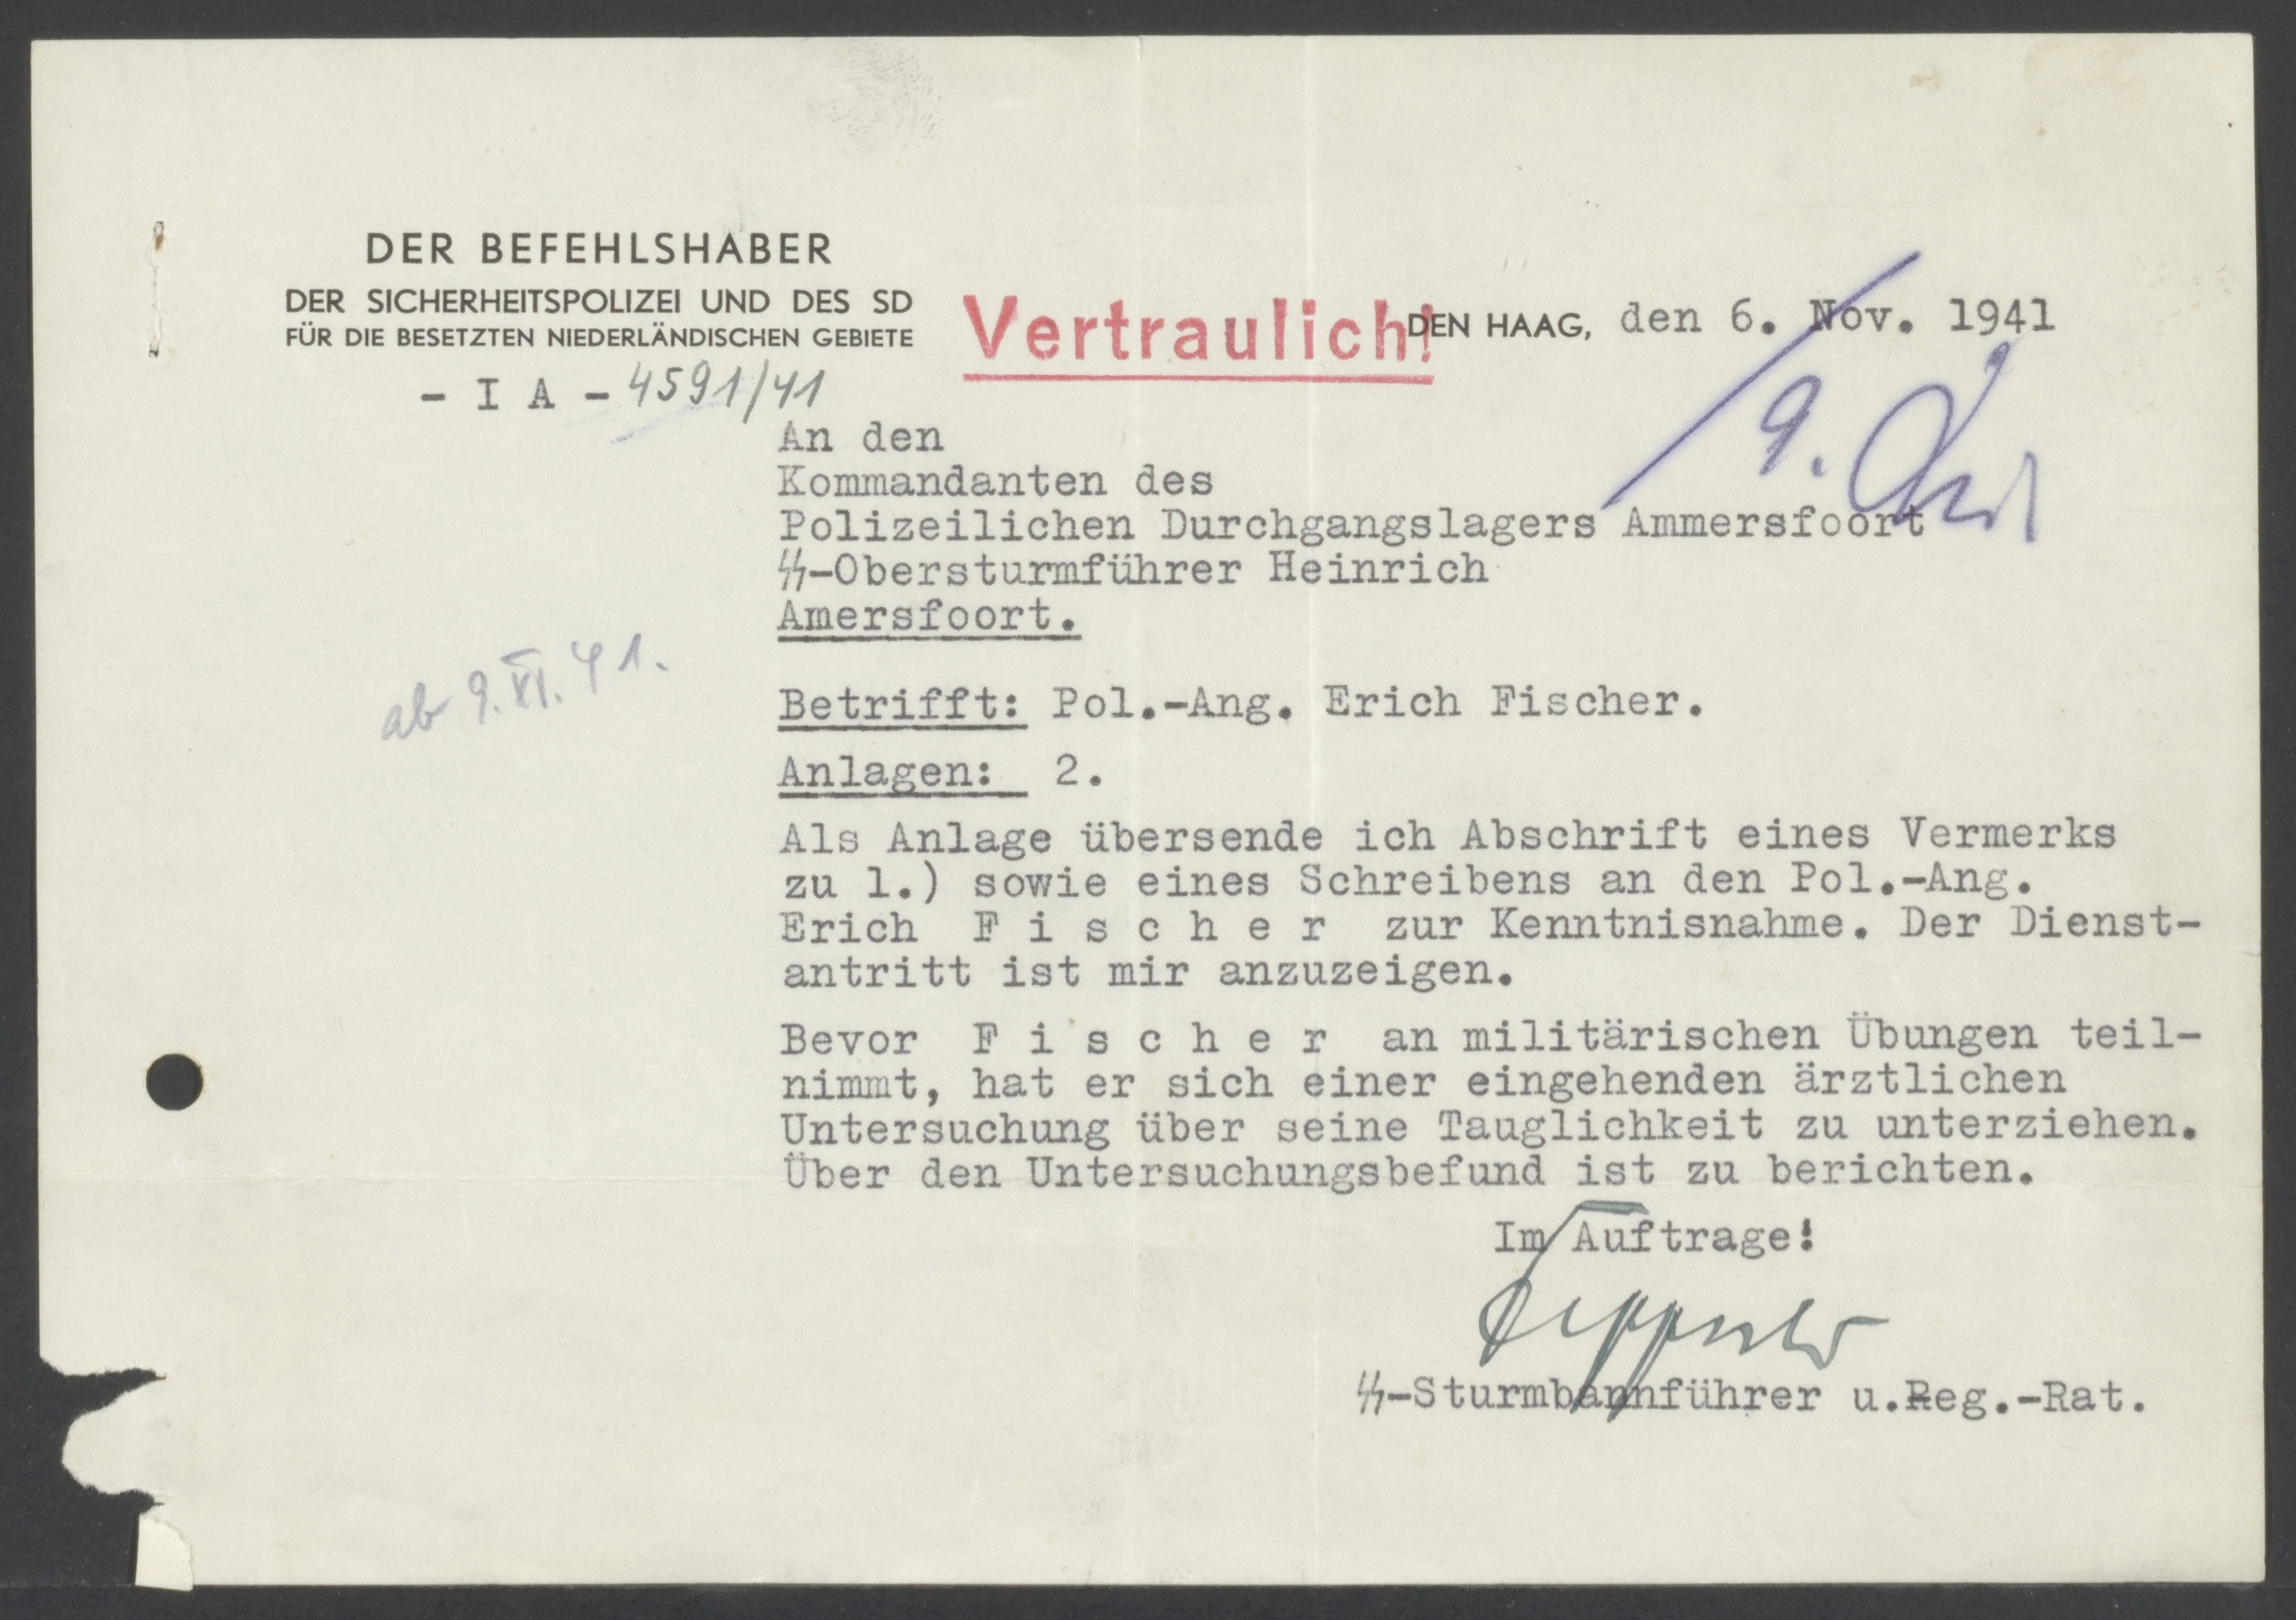 DER BEFEHLSHABER
DER SICHERHEITSPOLIZEI UND DES SD
FÜR DIE BESETZTEN NIEDERLÄNDISCHEN GEBIETE
- I A - 4591/41
Vertraulich!
DEN HAAG, den 6. Nov. 1941
9.
An den
Kommandanten des
Polizeilichen Durchgangslagers Ammersfoort
SS-Obersturmführer Heinrich
Amersfoort.
ab 9.XI.41.
Betrifft: Pol.-Ang. Erich Fischer.
Anlagen: 2.
Als Anlage übersende ich Abschrift eines Vermerks
zu 1.) sowie eines Schreibens an den Pol.-Ang.
Erich F i s c h e r zur Kenntnisnahme. Der Dienst-
antritt ist mir anzuzeigen.
Bevor F i s c h e r an militärischen Übungen teil-
nimmt, hat er sich einer eingehenden ärztlichen
Untersuchung über seine Tauglichkeit zu unterziehen.
Über den Untersuchungsbefund ist zu berichten.
Im Auftrage!
SS-Sturmbannführer u.Reg.-Rat.